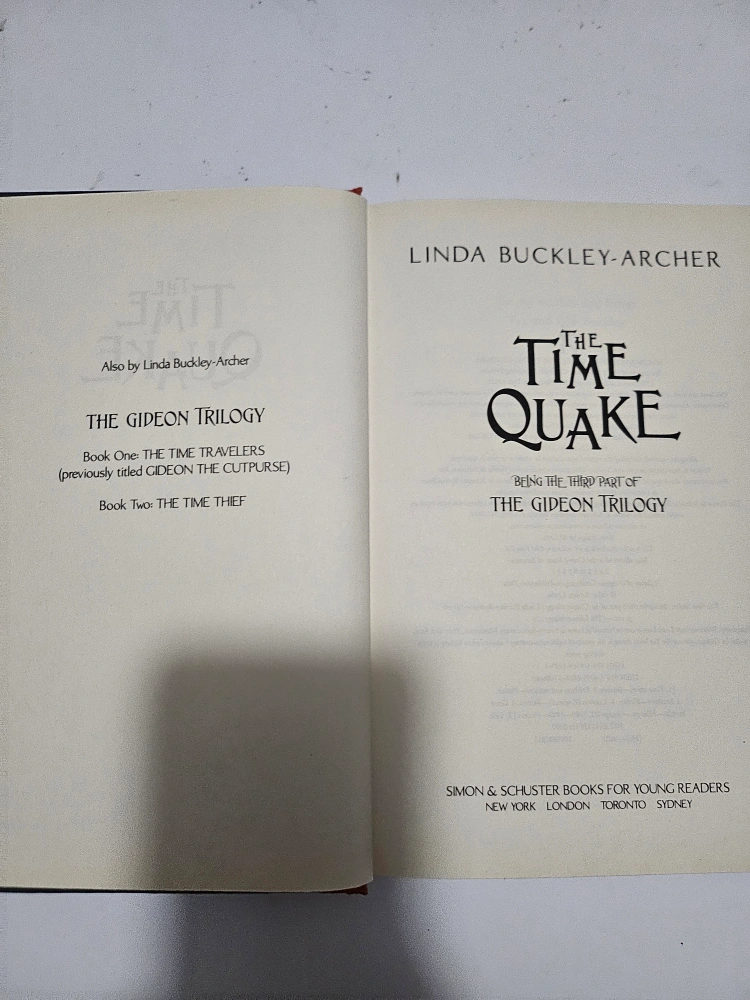 Also by Linda Buckley-Archer
THE GIDEON TRILOGY
Book One: THE TIME TRAVELERS
(previously titled GIDEON THE CUTPURSE)
Book Two: THE TIME THIEF
LINDA BUCKLEY-ARCHER
THE
TIME
QUAKE
BEING THE THIRD PART OF
THE GIDEON TRILOGY
SIMON & SCHUSTER BOOKS FOR YOUNG READERS
NEW YORK LONDON TORONTO SYDNEY